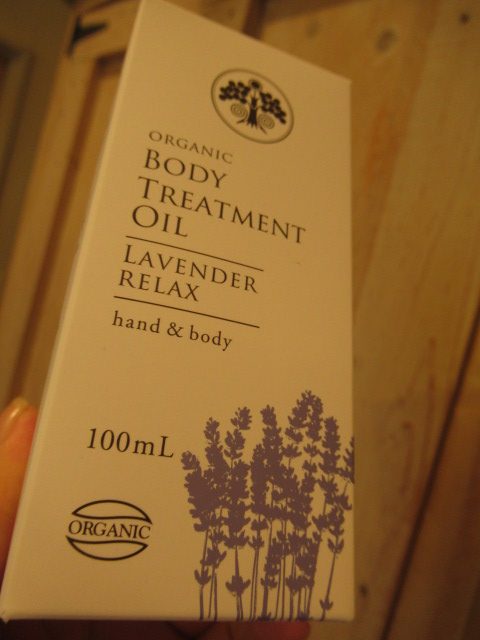 ORGANIC
BODY
TREATMENT
OIL
LAVENDER
RELAX
hand & body
100mL
ORGANIC